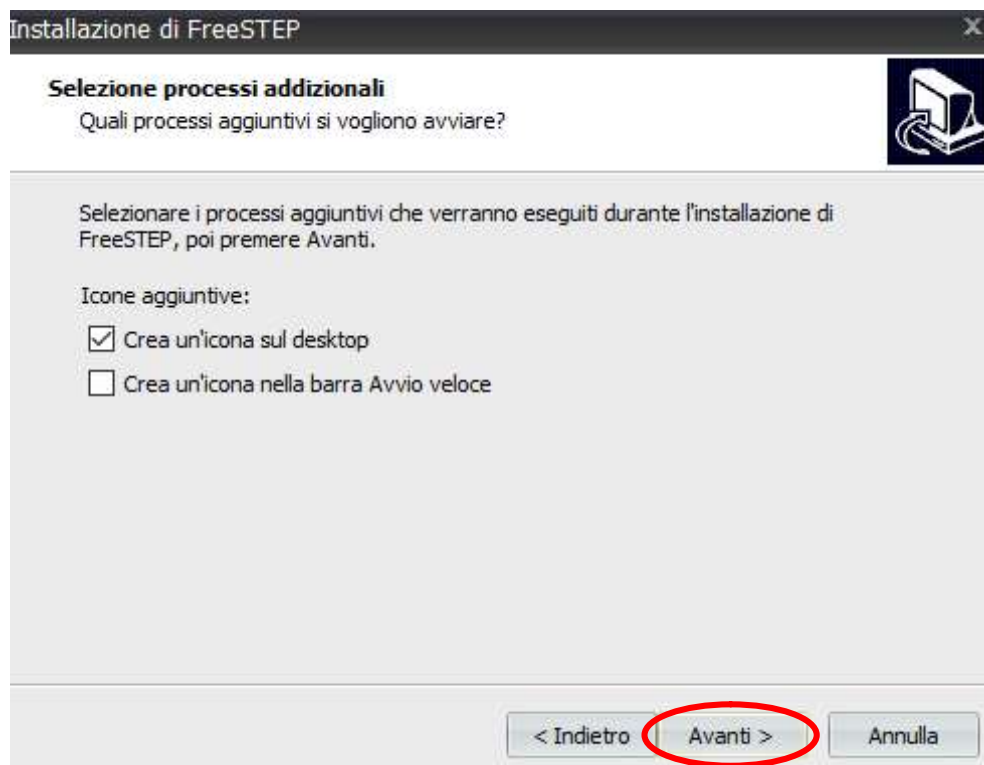 Installazione di FreeSTEP
x
Selezione processi addizionali
Quali processi aggiuntivi si vogliono avviare?
Selezionare i processi aggiuntivi che verranno eseguiti durante l'installazione di
FreeSTEP, poi premere Avanti.
Icone aggiuntive:
Crea un'icona sul desktop
Crea un'icona nella barra Avvio veloce
< Indietro Avanti > Annulla